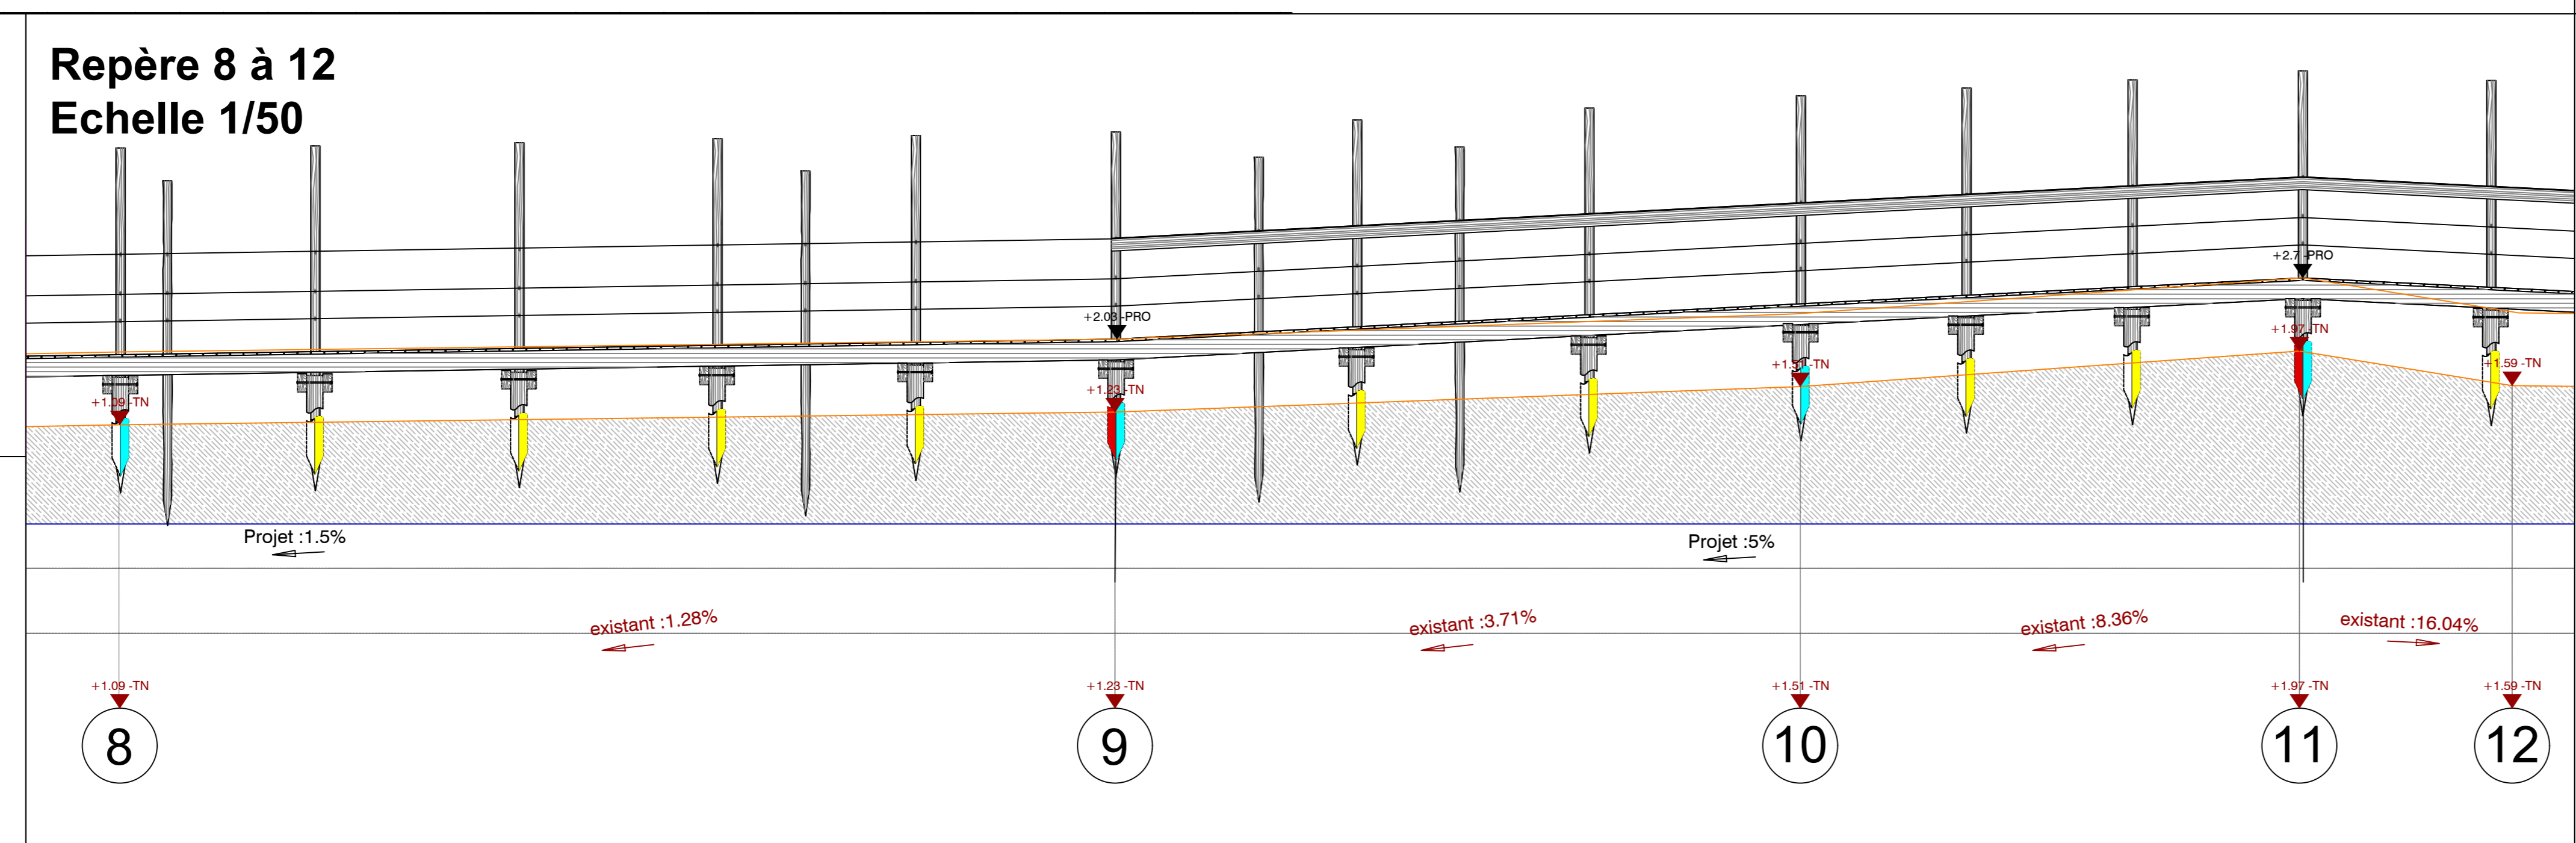 Repère 8 à 12
Echelle 1/50
+2.7 -PRO
+2.03 -PRO
+1.97 -TN
+1.51 -TN
+1.59 -TN
+1.23 -TN
+1.09 -TN
Projet :1.5%
Projet :5%
existant :1.28%
existant :3.71%
existant :8.36%
existant :16.04%
+1.09 -TN
+1.23 -TN
+1.51 -TN
+1.97 -TN
+1.59 -TN
8
9
10
11
12